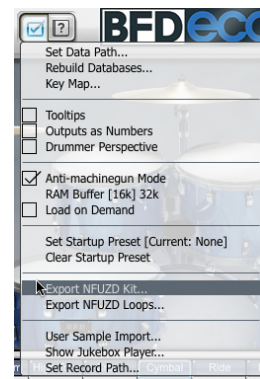 ?
BFDeco
Set Data Path...
Rebuild Databases...
Key Map...
Tooltips
Outputs as Numbers
Drummer Perspective
Anti-machinegun Mode
RAM Buffer [16k] 32k
Load on Demand
Set Startup Preset [Current: None]
Clear Startup Preset
Export NFUZD Kit...
Export NFUZD Loops...
User Sample Import...
Show Jukebox Player...
Set Record Path...
Cymbal Ride